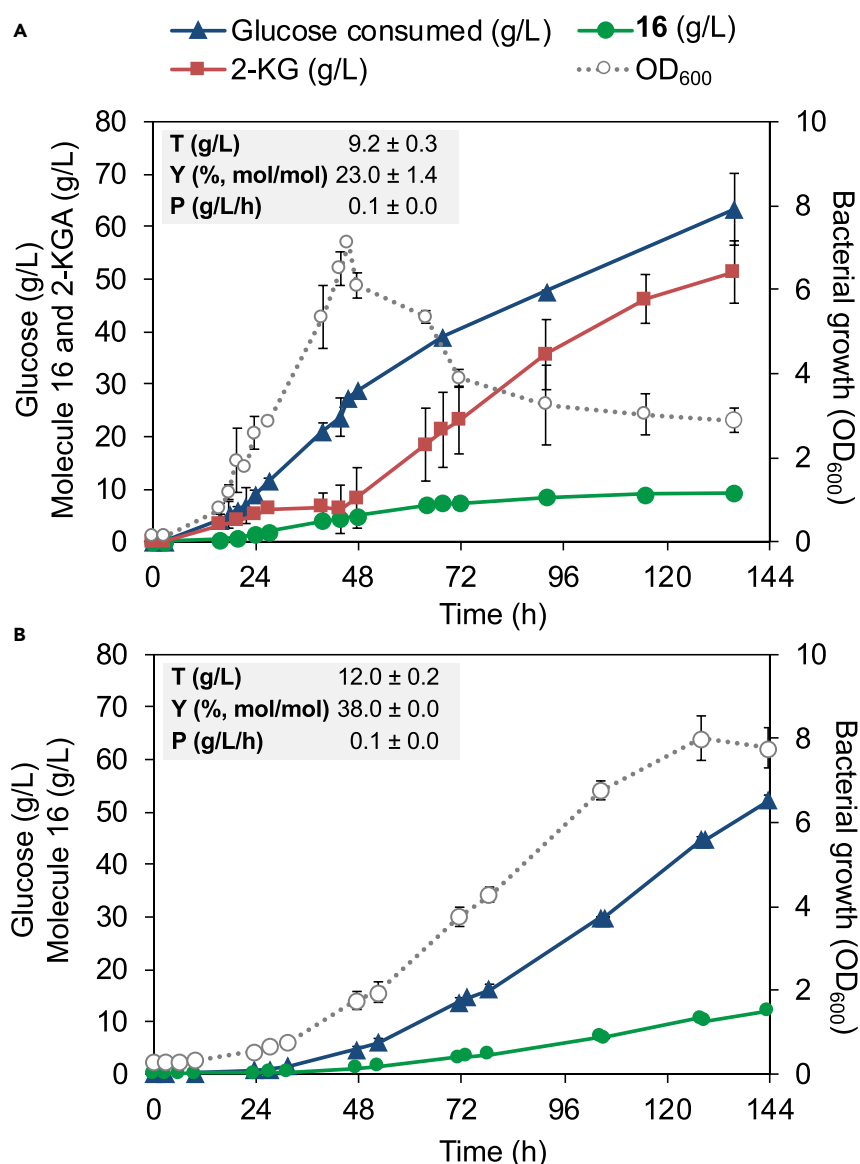 A
Glucose consumed (g/L)
16 (g/L)
2-KG (g/L)
OD600
T (g/L) 9.2 ± 0.3
Y (%, mol/mol) 23.0 ± 1.4
P (g/L/h) 0.1 ± 0.0
Glucose (g/L)
Molecule 16 and 2-KGA (g/L)
80
70
60
50
40
30
20
10
0
10
8
6
4
2
0
Bacterial growth (OD600)
0 24 48 72 96 120 144
Time (h)
B
T (g/L) 12.0 ± 0.2
Y (%, mol/mol) 38.0 ± 0.0
P (g/L/h) 0.1 ± 0.0
Glucose (g/L)
Molecule 16 (g/L)
80
70
60
50
40
30
20
10
0
10
8
6
4
2
0
Bacterial growth (OD600)
0 24 48 72 96 120 144
Time (h)